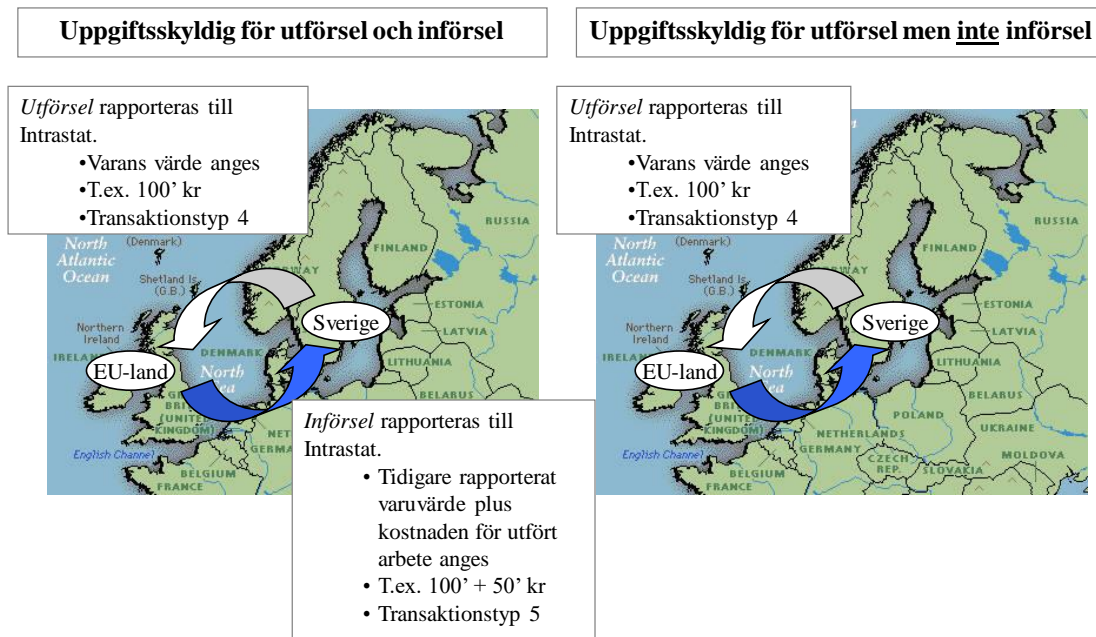 Uppgiftsskyldig för utförsel och införsel
Utförsel rapporteras till
Intrastat.
•Varans värde anges
•T.ex. 100’ kr
•Transaktionstyp 4
North
Atlantic
Ocean
(Denmark)
Shetland Is.
(G.B.)
Northern
Ireland
RUSSIA
FINLAND
ESTONIA
LATVIA
LITHUANIA
BELARUS
DENMARK
North
Sea
Sverige
EU-land
(UNITED
KINGDOM)
English Channel
BELGIUM
FRANCE
Införsel rapporteras till
Intrastat.
• Tidigare rapporterat
varuvärde plus
kostnaden för utfört
arbete anges
• T.ex. 100’ + 50’ kr
• Transaktionstyp 5
Uppgiftsskyldig för utförsel men inte införsel
Utförsel rapporteras till
Intrastat.
•Varans värde anges
•T.ex. 100’ kr
•Transaktionstyp 4
North
Atlantic
Ocean
(Denmark)
Shetland Is.
(G.B.)
Northern
Ireland
RUSSIA
FINLAND
ESTONIA
LATVIA
LITHUANIA
BELARUS
DENMARK
Sverige
EU-land
(UNITED
KINGDOM)
POLAND
UKRAINE
NETHERLANDS
GERMANY
English Channel
BELGIUM
CZECH
REP.
SLOVAKIA
MOLDOVA
FRANCE